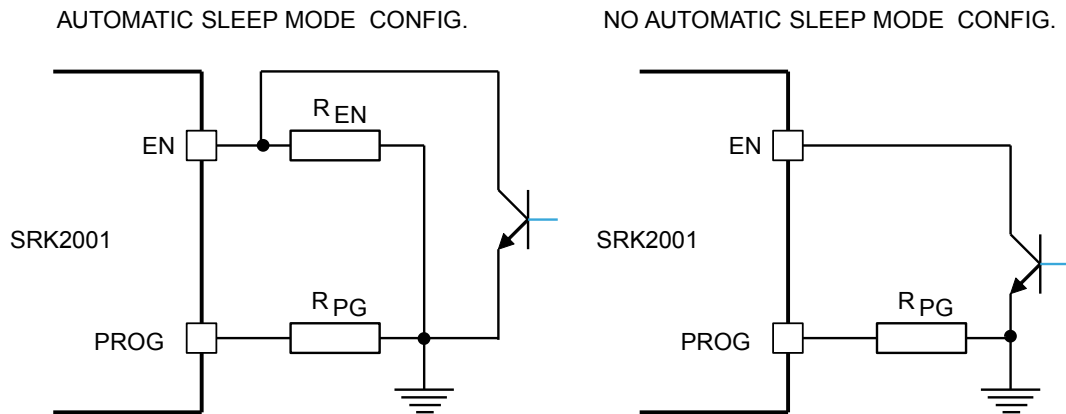 AUTOMATIC SLEEP MODE CONFIG.
NO AUTOMATIC SLEEP MODE CONFIG.
R EN
EN
EN
SRK2001
SRK2001
R PG
R PG
PROG
PROG